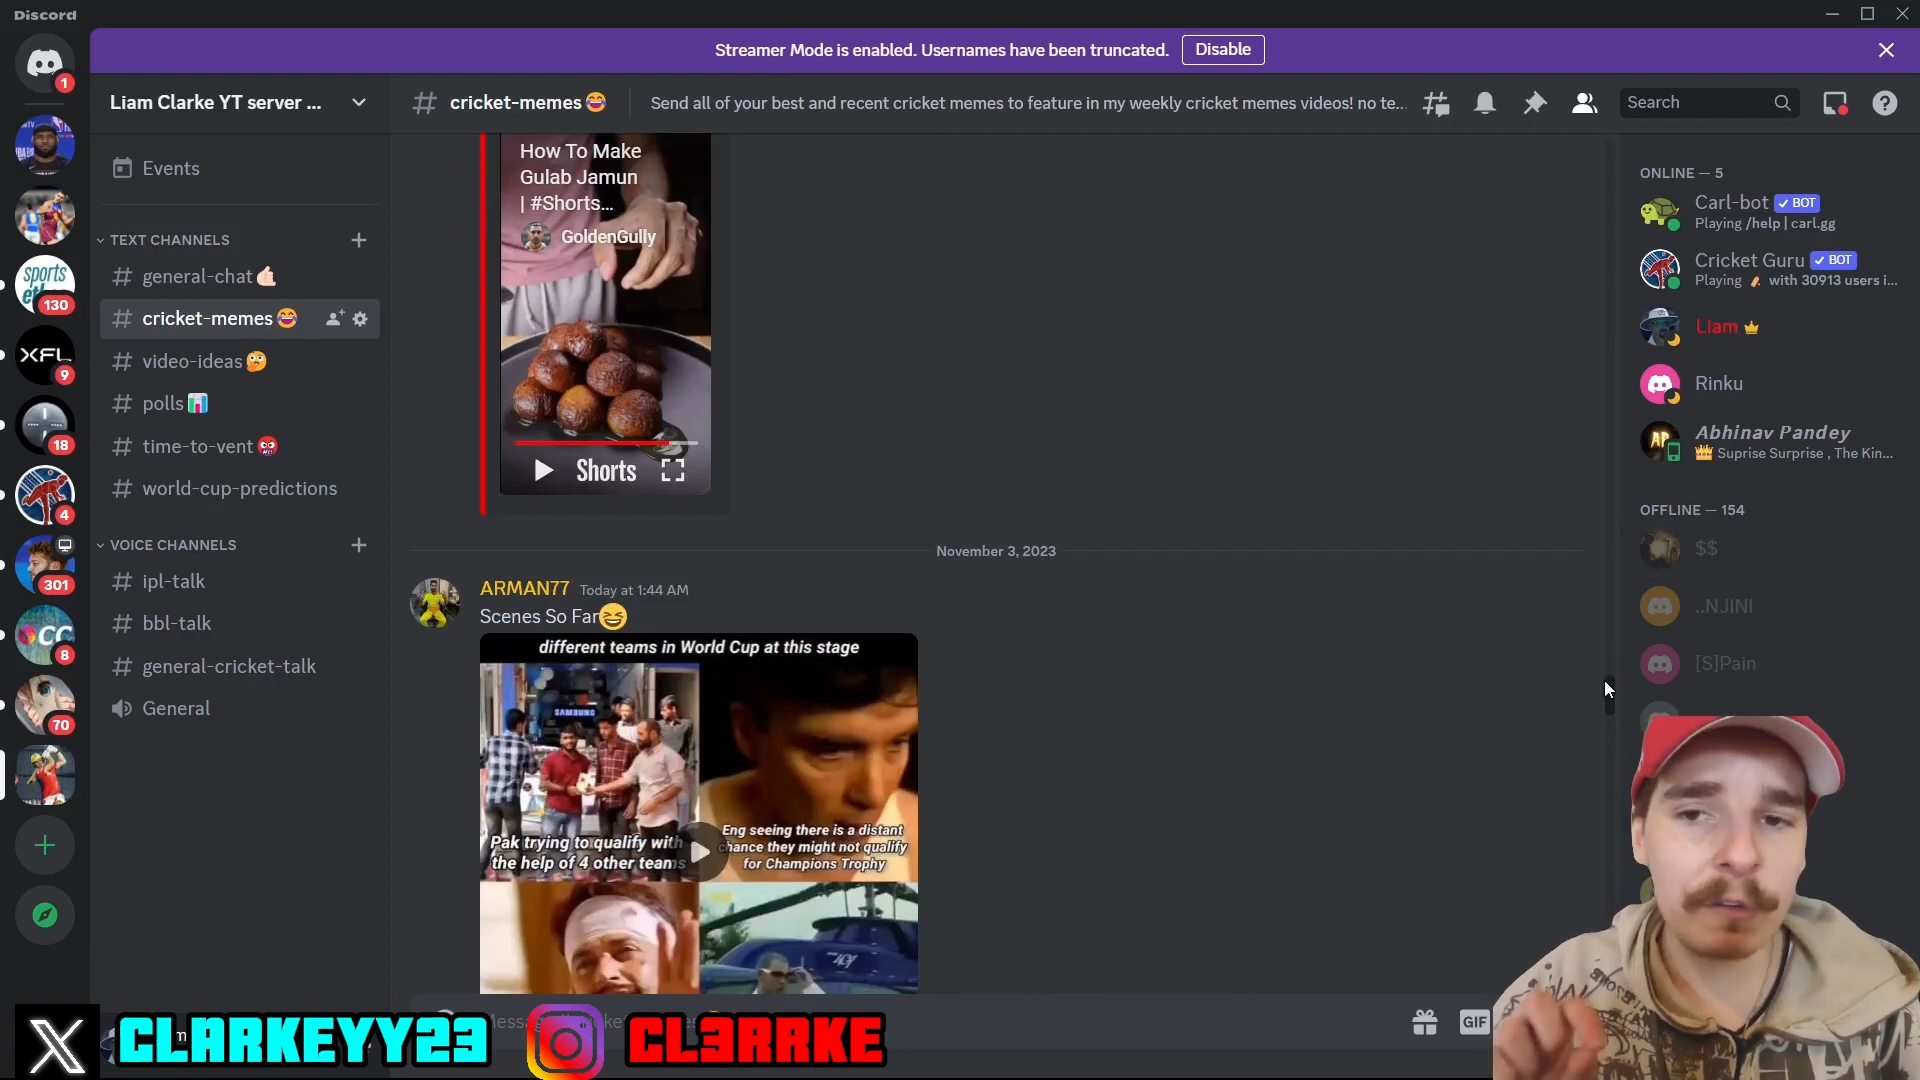 Discord
Streamer Mode is enabled. Usernames have been truncated.
Disable
1
130
XFL
9
18
4
301
CC
8
70
sports
Liam Clarke YT server ...
Events
TEXT CHANNELS
# general-chat🤙🏻
# cricket-memes😂
# video-ideas🤔
# polls📊
# time-to-vent🤬
# world-cup-predictions
VOICE CHANNELS
# ipl-talk
# bbl-talk
# general-cricket-talk
General
# cricket-memes😂
Send all of your best and recent cricket memes to feature in my weekly cricket memes videos! no te...
Search
How To Make
Gulab Jamun
| #Shorts...
GoldenGully
Shorts
November 3, 2023
ARMAN77 Today at 1:44 AM
Scenes So Far😆
different teams in World Cup at this stage
SAMSUNG
Pak trying to qualify with
the help of 4 other teams
Eng seeing there is a distant
chance they might not qualify
for Champions Trophy
GIF
ONLINE — 5
Carl-bot ✓ BOT
Playing /help | carl.gg
Cricket Guru ✓ BOT
Playing 🏏 with 30913 users i...
Liam
Rinku
AP
Abhinav Pandey
👑 Suprise Surprise , The Kin...
OFFLINE — 154
$$
..NJINI
[S]Pain
X CLARKEYY23
CL3RRKE